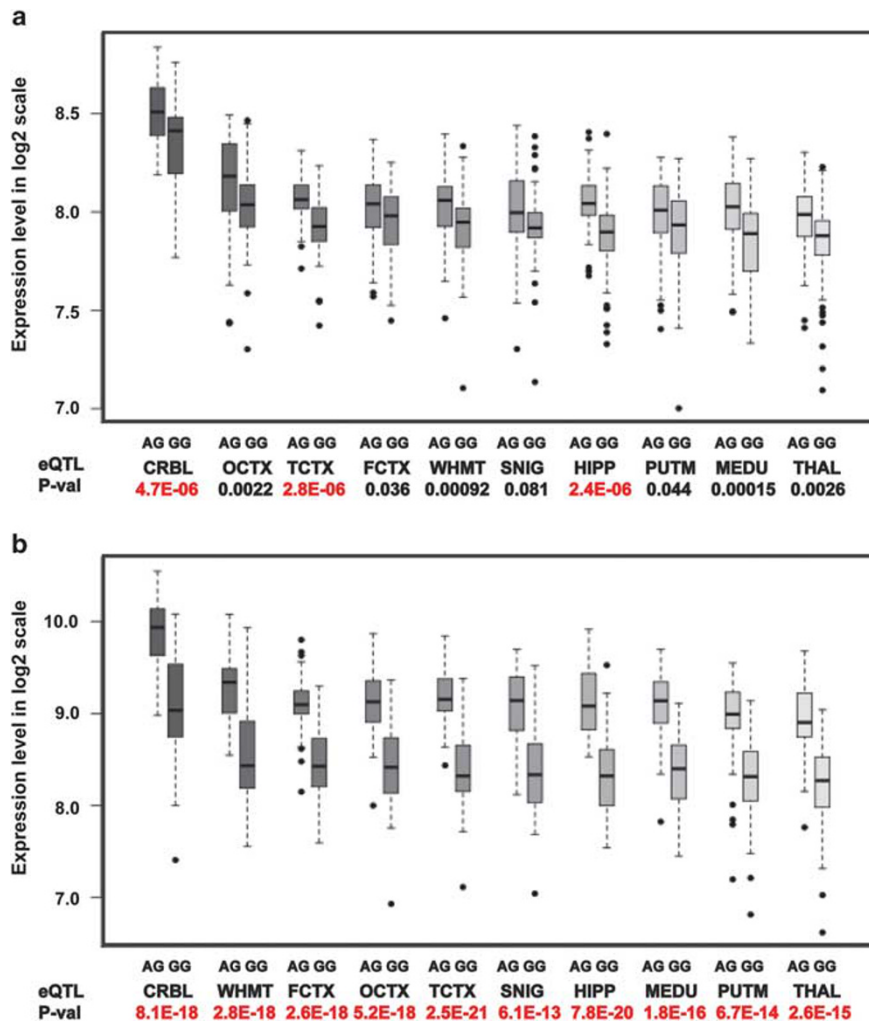 a
Expression level in log2 scale
8.5
8.0
7.5
7.0
AG GG AG GG AG GG AG GG AG GG AG GG AG GG AG GG AG GG AG GG
eQTL CRBL OCTX TCTX FCTX WHMT SNIG HIPP PUTM MEDU THAL
P-val 4.7E-06 0.0022 2.8E-06 0.036 0.00092 0.081 2.4E-06 0.044 0.00015 0.0026
b
Expression level in log2 scale
10.0
9.0
8.0
7.0
AG GG AG GG AG GG AG GG AG GG AG GG AG GG AG GG AG GG AG GG
eQTL CRBL WHMT FCTX OCTX TCTX SNIG HIPP MEDU PUTM THAL
P-val 8.1E-18 2.8E-18 2.6E-18 5.2E-18 2.5E-21 6.1E-13 7.8E-20 1.8E-16 6.7E-14 2.6E-15